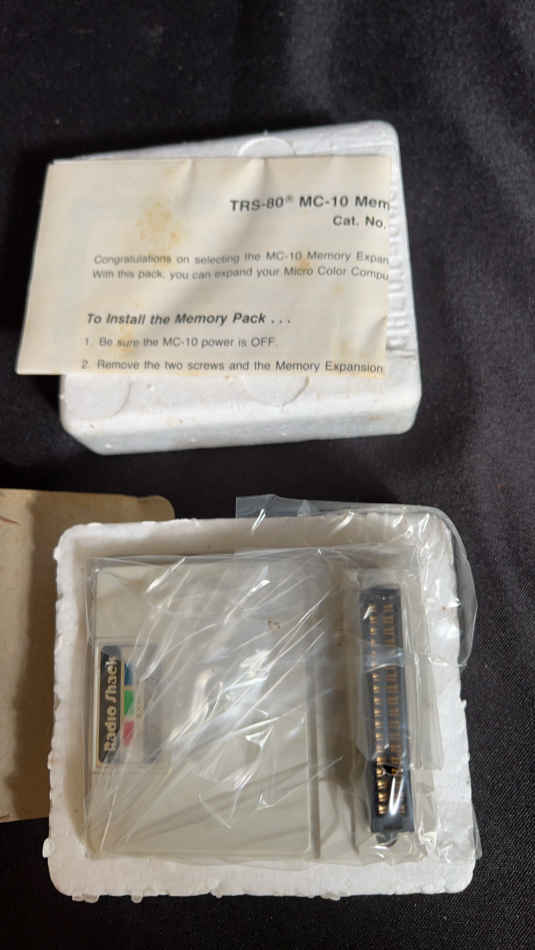 TRS-80® MC-10 Mem
Cat. No.
Congratulations on selecting the MC-10 Memory Expan
With this pack, you can expand your Micro Color Compu
To Install the Memory Pack . . .
1. Be sure the MC-10 power is OFF.
2. Remove the two screws and the Memory Expansion
Radio Shack